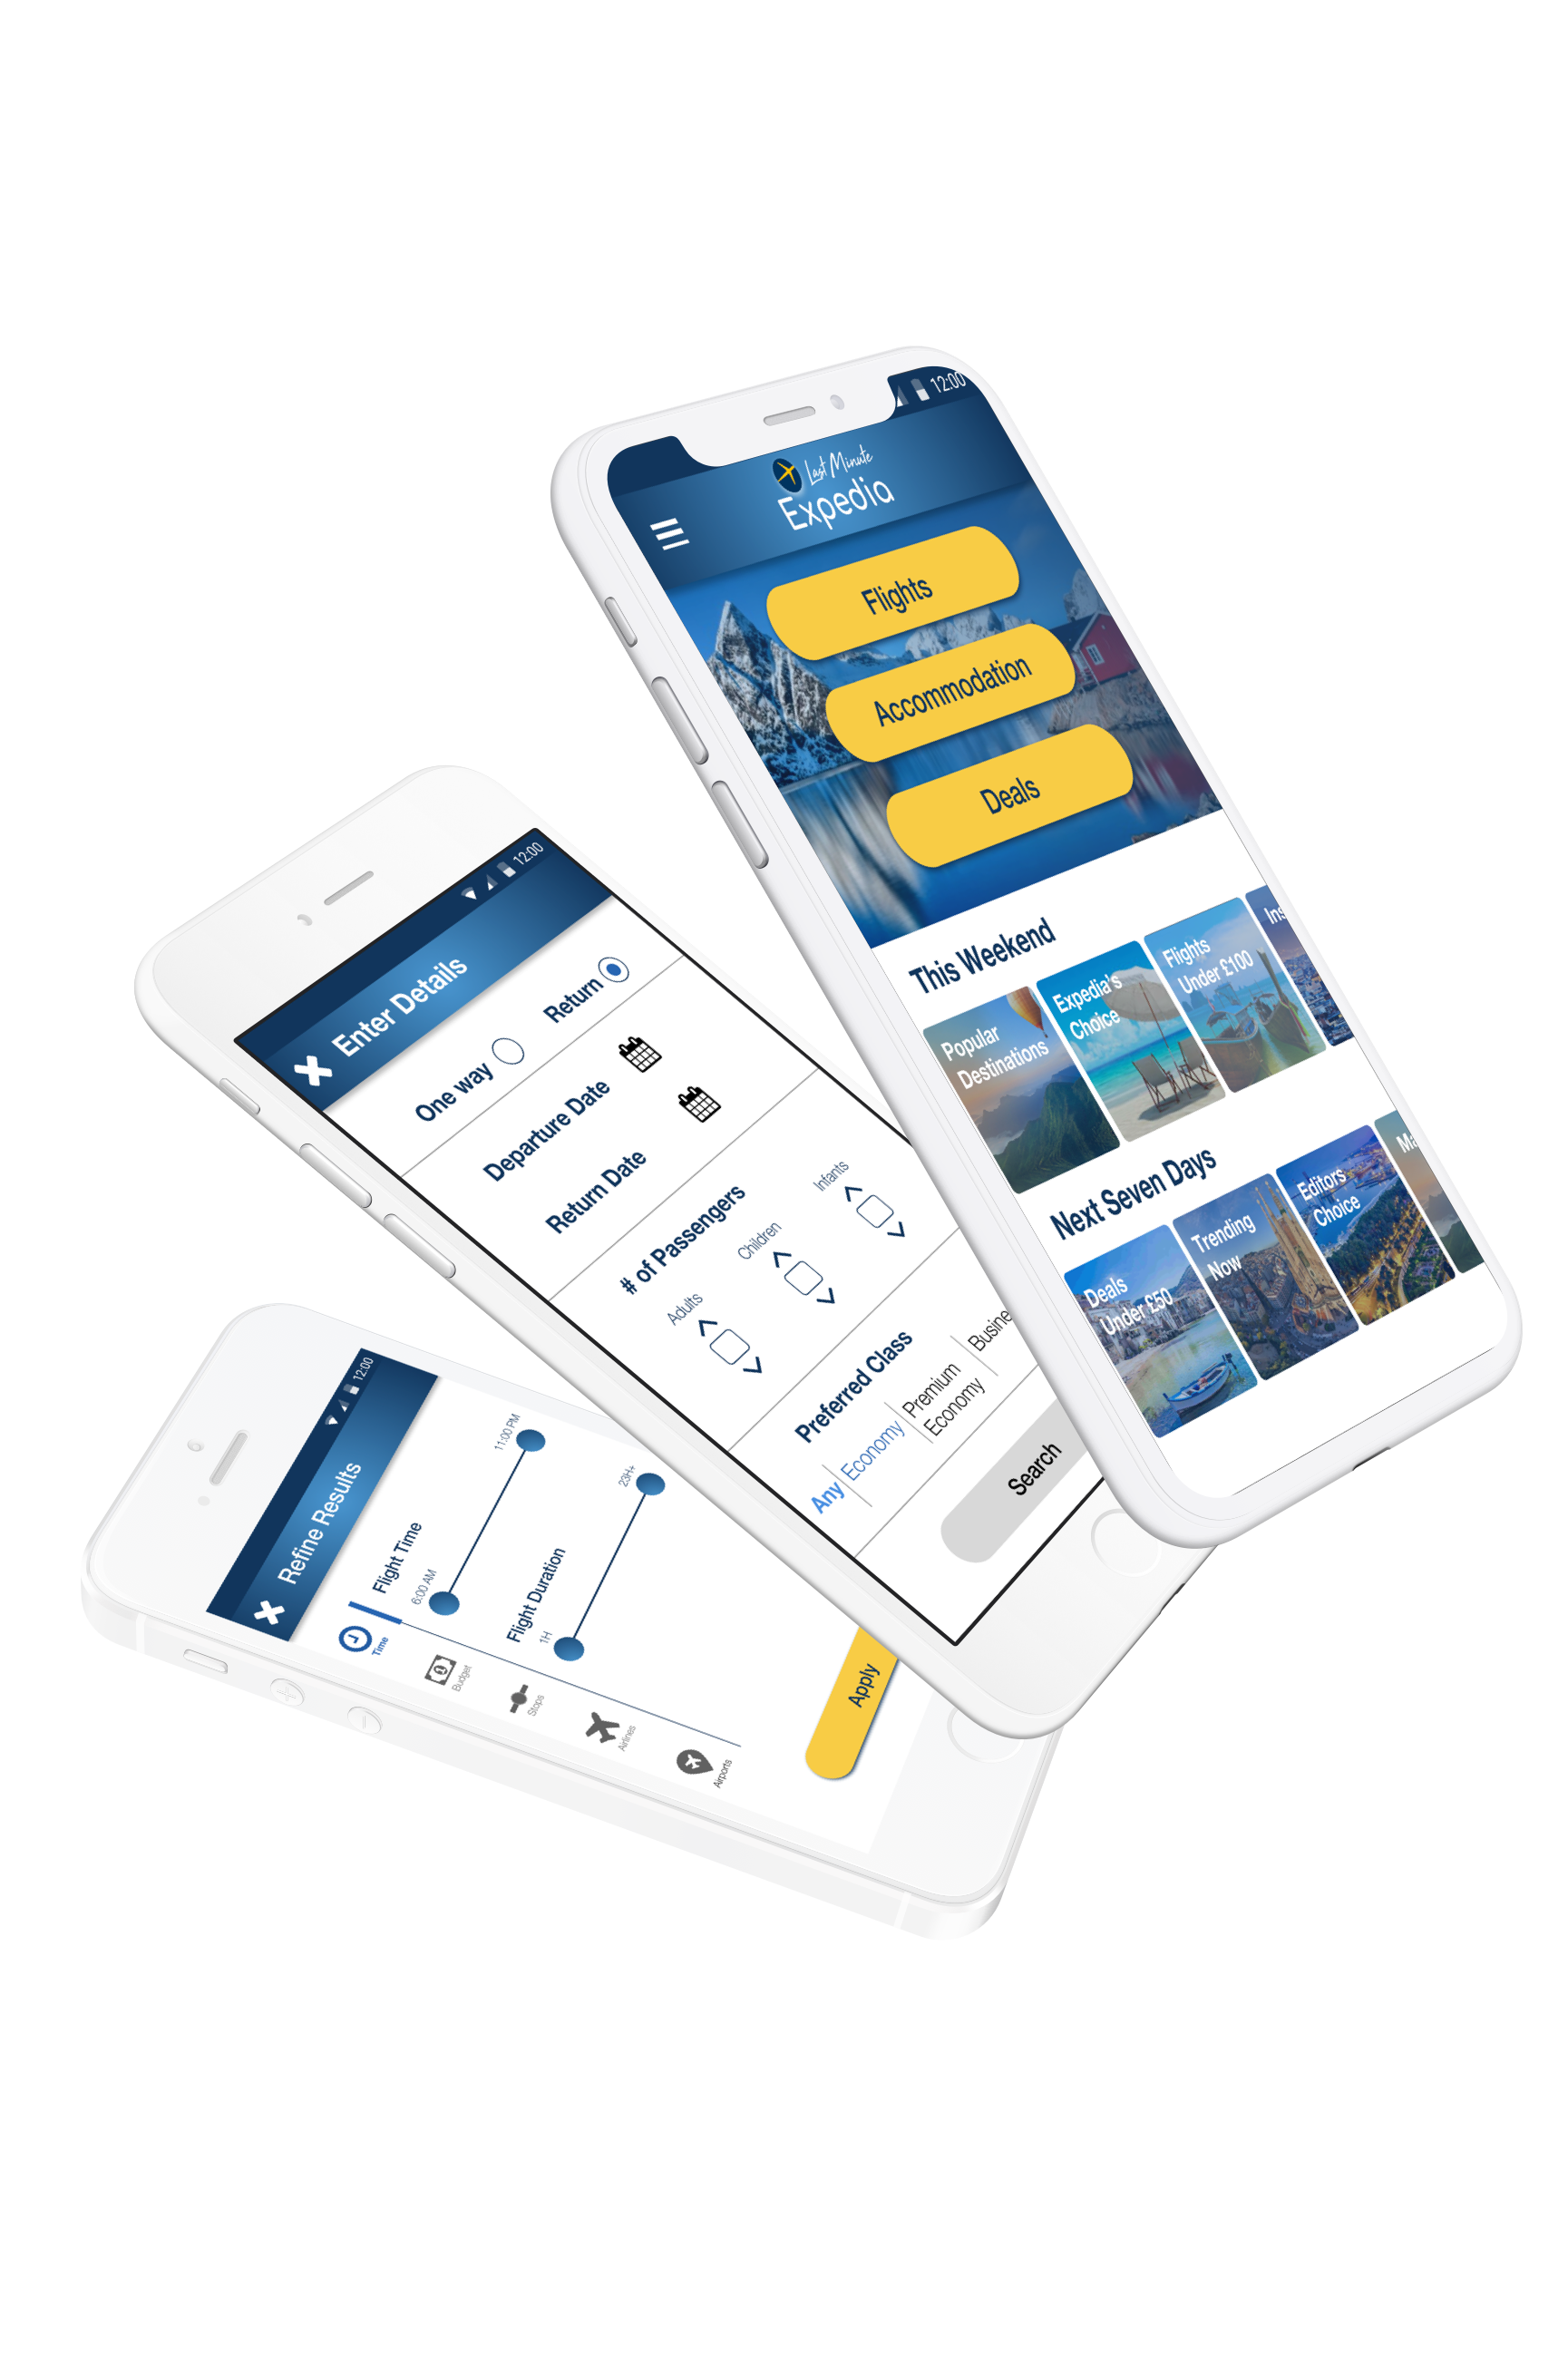 12:00
Last Minute
Expedia
Flights
Accommodation
Deals
This Weekend
Popular
Destinations
Expedia's
Choice
Flights
Under £100
Ins
Next Seven Days
Deals
Under £50
Trending
Now
Editors
Choice
Ma
12:00
Enter Details
One way
Return
Departure Date
Return Date
# of Passengers
Adults
Children
Infants
Preferred Class
Any
Economy
Premium
Economy
Busine
Search
12:00
Refine Results
Time
Budget
Stops
Airlines
Airports
Flight Time
6:00 AM
11:00 PM
Flight Duration
1H
23H+
Apply